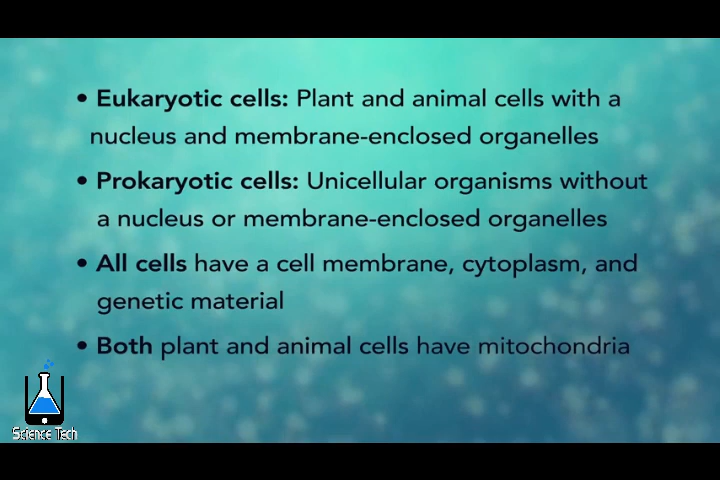 • Eukaryotic cells: Plant and animal cells with a
nucleus and membrane-enclosed organelles
• Prokaryotic cells: Unicellular organisms without
a nucleus or membrane-enclosed organelles
• All cells have a cell membrane, cytoplasm, and
genetic material
• Both plant and animal cells have mitochondria
Science Tech